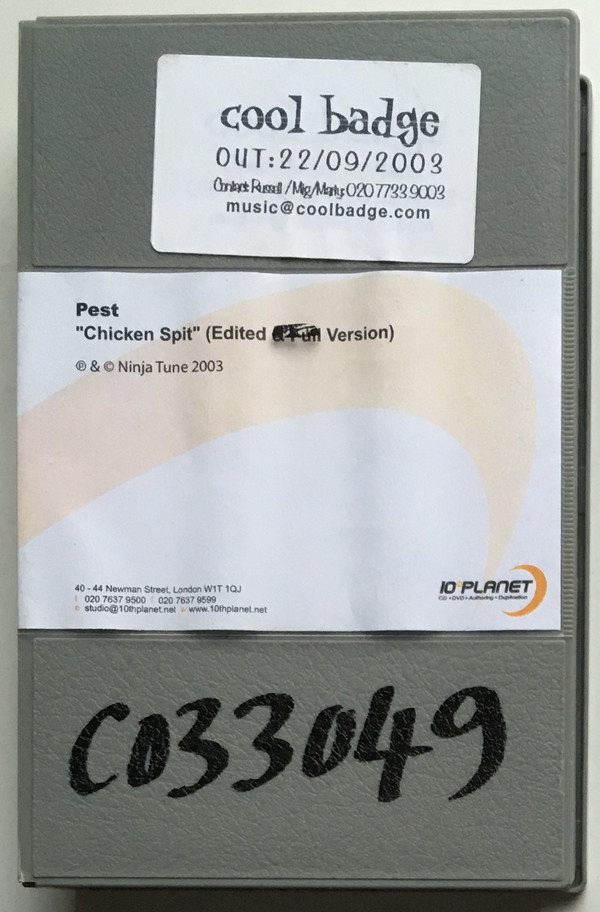 cool badge
OUT:22/09/2003
Contact: Russell / Mig/Marty: 020 7733 9003
music@coolbadge.com
Pest
"Chicken Spit" (Edited & Full Version)
℗ & © Ninja Tune 2003
40 - 44 Newman Street, London W1T 1QJ
t 020 7637 9500 f 020 7637 9599
e studio@10thplanet.net w www.10thplanet.net
10 PLANET
CD • DVD • Authoring • Duplication
C033049